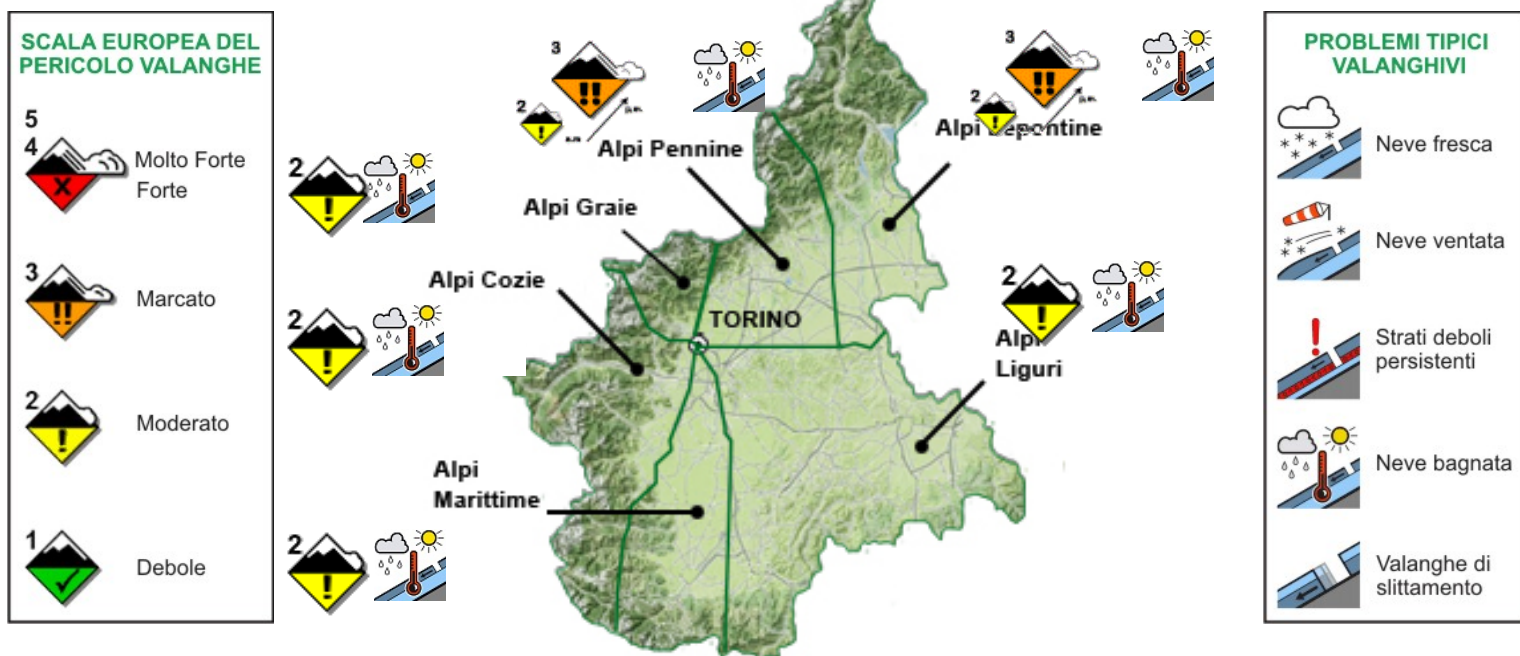 SCALA EUROPEA DEL
PERICOLO VALANGHE
5
4
Molto Forte
Forte
3
Marcato
2
Moderato
1
Debole
2
2
2
3
2
3
2
2
Alpi Pennine
Alpi Lepontine
Alpi Graie
Alpi Cozie
TORINO
Alpi
Liguri
Alpi
Marittime
PROBLEMI TIPICI
VALANGHIVI
Neve fresca
Neve ventata
Strati deboli
persistenti
Neve bagnata
Valanghe di
slittamento